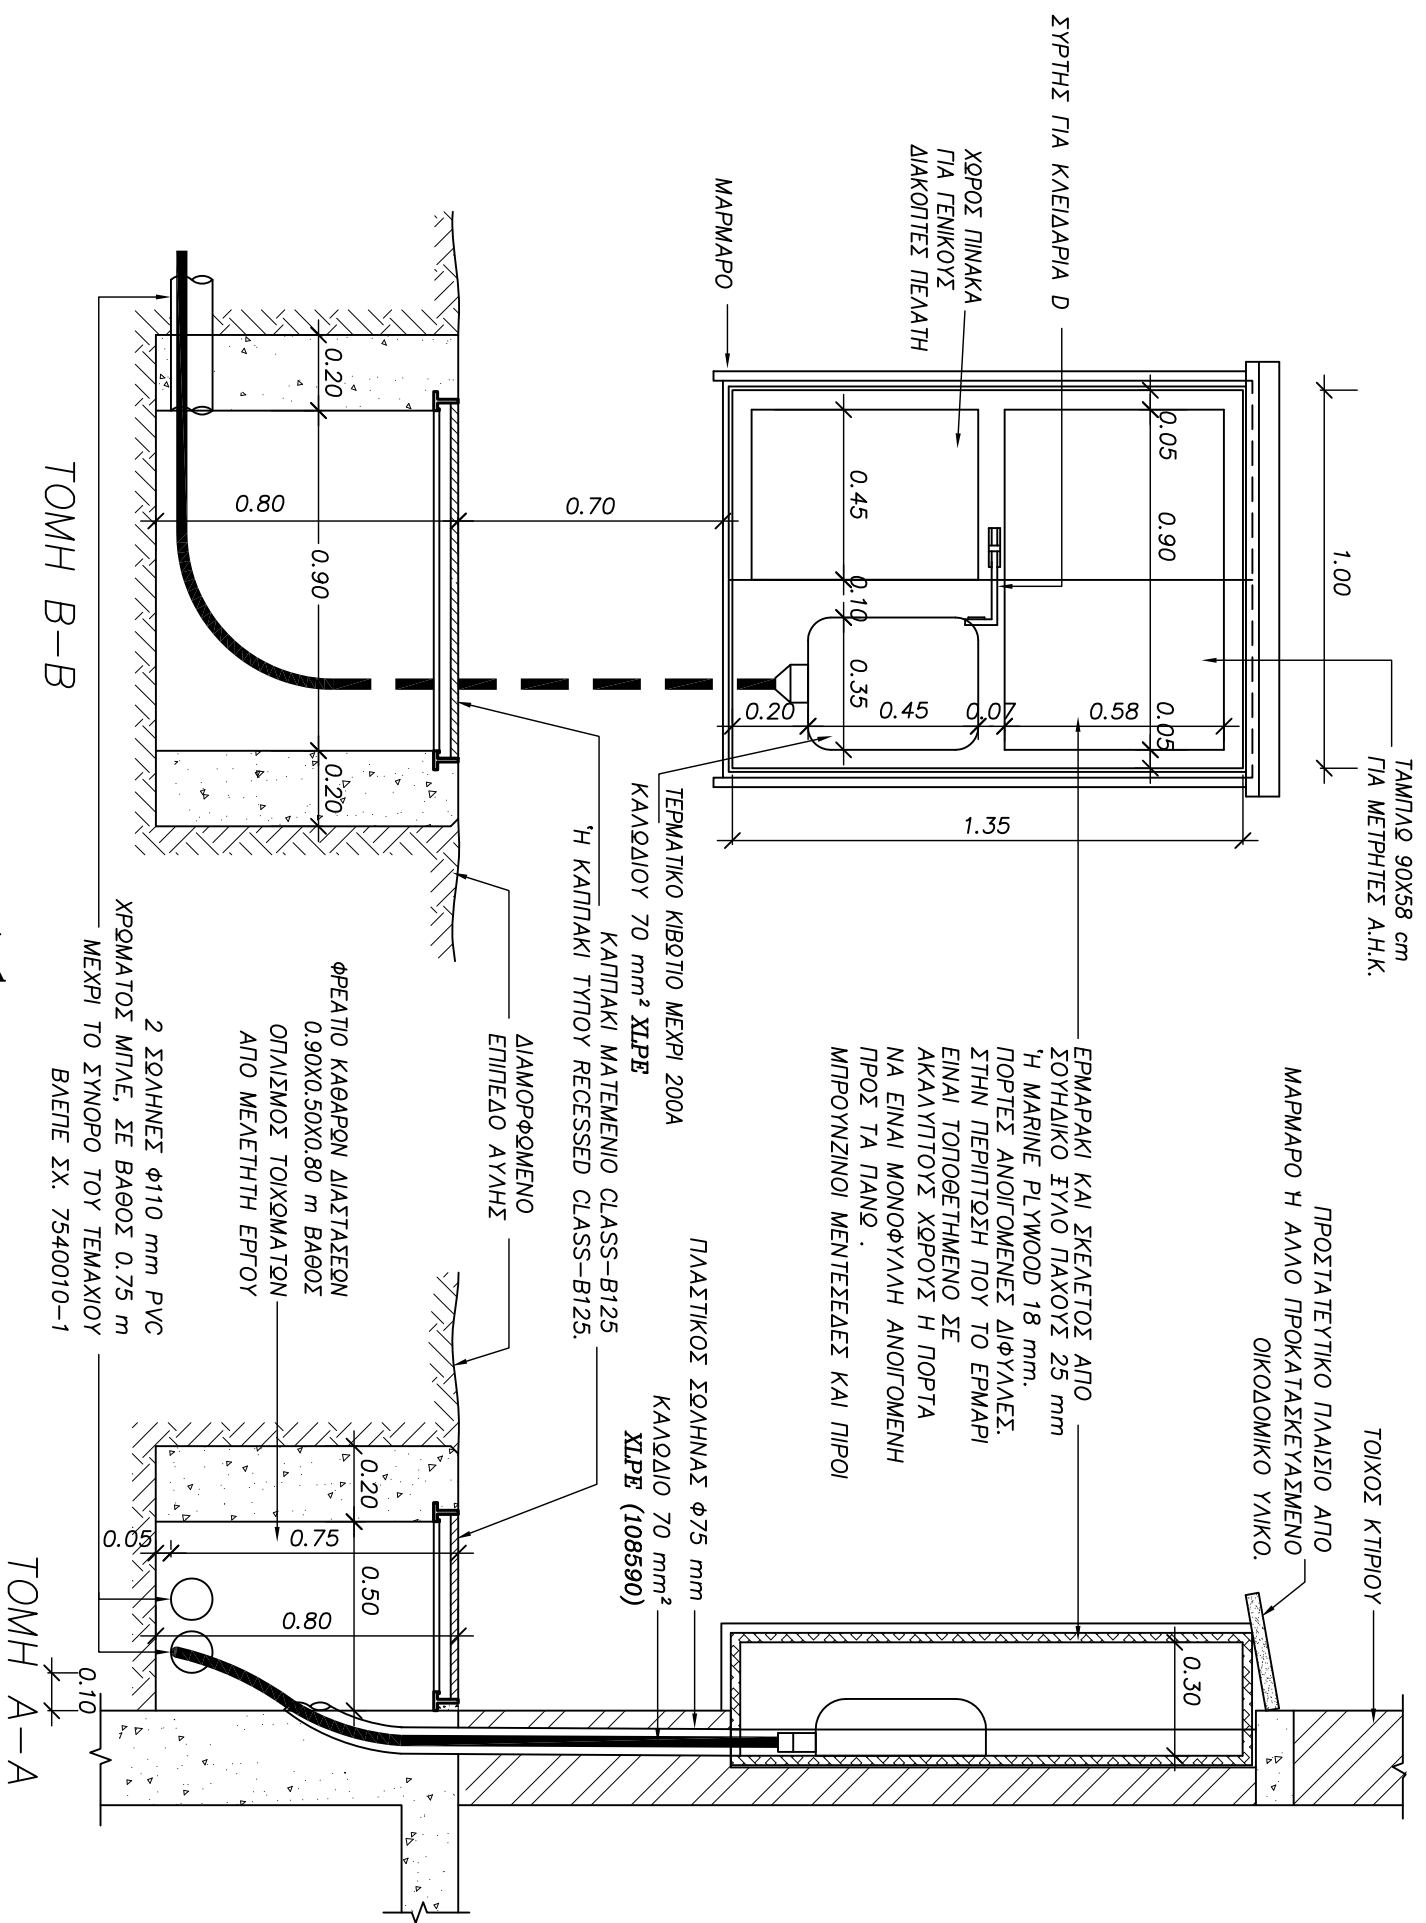 ΣΥΡΤΗΣ ΓΙΑ ΚΛΕΙΔΑΡΙΑ D
ΧΩΡΟΣ ΠΙΝΑΚΑ
ΓΙΑ ΓΕΝΙΚΟΥΣ
ΔΙΑΚΟΠΤΕΣ ΠΕΛΑΤΗ
ΜΑΡΜΑΡΟ
1.00
0.05
0.90
0.05
0.45
0.10
0.35
0.20
0.45
0.07
0.58
1.35
0.70
0.80
0.20
0.90
0.20
ΤΟΜΗ Β-Β
ΤΑΜΠΛΩ 90X58 cm
ΓΙΑ ΜΕΤΡΗΤΕΣ Α.Η.Κ.
ΤΕΡΜΑΤΙΚΟ ΚΙΒΩΤΙΟ ΜΕΧΡΙ 200Α
ΚΑΛΩΔΙΟΥ 70 mm² XLPE
ΚΑΠΠΑΚΙ ΜΑΤΕΜΕΝΙΟ CLASS-B125
Ή ΚΑΠΠΑΚΙ ΤΥΠΟΥ RECESSED CLASS-B125.
ΔΙΑΜΟΡΦΩΜΕΝΟ
ΕΠΙΠΕΔΟ ΑΥΛΗΣ
ΦΡΕΑΤΙΟ ΚΑΘΑΡΩΝ ΔΙΑΣΤΑΣΕΩΝ
0.90X0.50X0.80 m ΒΑΘΟΣ
ΟΠΛΙΣΜΟΣ ΤΟΙΧΩΜΑΤΩΝ
ΑΠΟ ΜΕΛΕΤΗΤΗ ΕΡΓΟΥ
2 ΣΩΛΗΝΕΣ Φ110 mm PVC
ΧΡΩΜΑΤΟΣ ΜΠΛΕ, ΣΕ ΒΑΘΟΣ 0.75 m
ΜΕΧΡΙ ΤΟ ΣΥΝΟΡΟ ΤΟΥ ΤΕΜΑΧΙΟΥ
ΒΛΕΠΕ ΣΧ. 7540010-1
ΤΟΙΧΟΣ ΚΤΙΡΙΟΥ
ΠΡΟΣΤΑΤΕΥΤΙΚΟ ΠΛΑΙΣΙΟ ΑΠΟ
ΜΑΡΜΑΡΟ Ή ΑΛΛΟ ΠΡΟΚΑΤΑΣΚΕΥΑΣΜΕΝΟ
ΟΙΚΟΔΟΜΙΚΟ ΥΛΙΚΟ.
ΕΡΜΑΡΑΚΙ ΚΑΙ ΣΚΕΛΕΤΟΣ ΑΠΟ
ΣΟΥΗΔΙΚΟ ΞΥΛΟ ΠΑΧΟΥΣ 25 mm
Ή MARINE PLYWOOD 18 mm.
ΠΟΡΤΕΣ ΑΝΟΙΓΟΜΕΝΕΣ ΔΙΦΥΛΛΕΣ.
ΣΤΗΝ ΠΕΡΙΠΤΩΣΗ ΠΟΥ ΤΟ ΕΡΜΑΡΙ
ΕΙΝΑΙ ΤΟΠΟΘΕΤΗΜΕΝΟ ΣΕ
ΑΚΑΛΥΠΤΟΥΣ ΧΩΡΟΥΣ Η ΠΟΡΤΑ
ΝΑ ΕΙΝΑΙ ΜΟΝΟΦΥΛΛΗ ΑΝΟΙΓΟΜΕΝΗ
ΠΡΟΣ ΤΑ ΠΑΝΩ .
ΜΠΡΟΥΝΖΙΝΟΙ ΜΕΝΤΕΣΕΔΕΣ ΚΑΙ ΠΙΡΟΙ
ΠΛΑΣΤΙΚΟΣ ΣΩΛΗΝΑΣ Φ75 mm
ΚΑΛΩΔΙΟ 70 mm²
XLPE (108590)
0.30
0.20
0.50
0.75
0.05
0.80
0.10
ΤΟΜΗ Α-Α